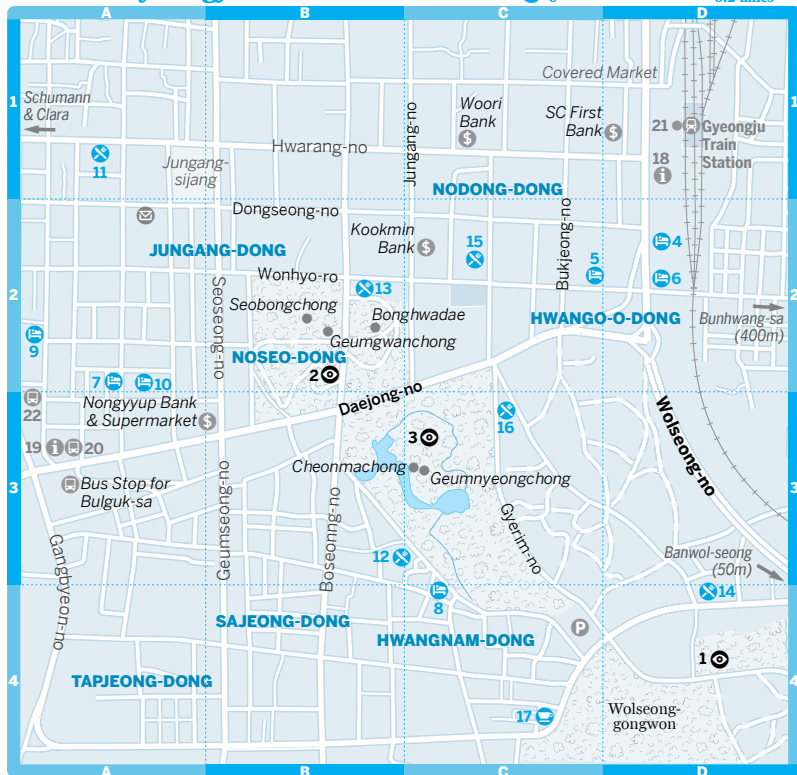 A
B
C
D
1
Covered Market
Schumann
& Clara
Woori
Bank
SC First
Bank
21
Gyeongju
Train
Station
Jungang-no
Hwarang-no
11
Jungang-
sijang
18
NODONG-DONG
Dongseong-no
JUNGANG-DONG
Kookmin
Bank
15
Bukjeong-no
5
4
6
2
Wonhyo-ro
13
Seobongchong
Bonghwadae
Geumgwanchong
Seoseong-no
HWANGO-O-DONG
Bunhwang-sa
(400m)
2
9
NOSEO-DONG
2
7
10
Daejong-no
22
Nongyyup Bank
& Supermarket
16
Wolseong-no
19
20
3
Cheonmachong
Geumnyeongchong
3
Bus Stop for
Bulguk-sa
3
Geumseong-no
Boseonng-no
Gyerim-no
Gangbyeon-no
12
Banwol-seong
(50m)
8
14
SAJEONG-DONG
HWANGNAM-DONG
P
1
4
TAPJEONG-DONG
4
17
Wolseong-
gongwon
A
B
C
D